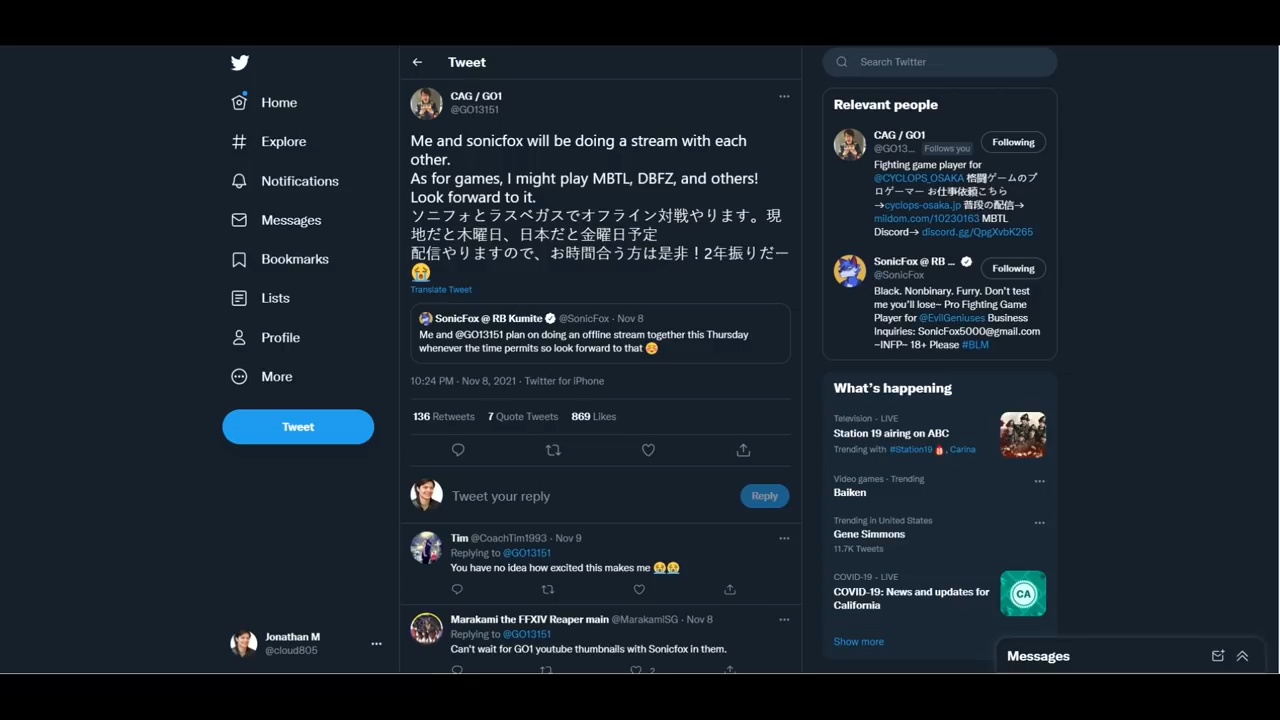 Home
Explore
Notifications
Messages
Bookmarks
Lists
Profile
More
Tweet
Jonathan M
@cloud805
Tweet
CAG / GO1
@GO13151
Me and sonicfox will be doing a stream with each
other.
As for games, I might play MBTL, DBFZ, and others!
Look forward to it.
ソニフォとラスベガスでオフライン対戦やります。現
地だと木曜日、日本だと金曜日予定
配信やりますので、お時間合う方は是非！2年振りだー
😭
Translate Tweet
SonicFox @ RB Kumite @SonicFox · Nov 8
Me and @GO13151 plan on doing an offline stream together this Thursday
whenever the time permits so look forward to that ☺️
10:24 PM · Nov 8, 2021 · Twitter for iPhone
136 Retweets 7 Quote Tweets 869 Likes
Tweet your reply
Reply
Tim @CoachTim1993 · Nov 9
Replying to @GO13151
You have no idea how excited this makes me 😭😭
Marakami the FFXIV Reaper main @MarakamiSG · Nov 8
Replying to @GO13151
Can't wait for GO1 youtube thumbnails with Sonicfox in them.
2
Search Twitter
Relevant people
CAG / GO1
@GO13... Follows you
Following
Fighting game player for
@CYCLOPS_OSAKA 格闘ゲームのプ
ロゲーマー お仕事依頼こちら
→cyclops-osaka.jp 普段の配信→
mildom.com/10230163 MBTL
Discord→ discord.gg/QpgXvbK265
SonicFox @ RB ...
@SonicFox
Following
Black. Nonbinary. Furry. Don't test
me you'll lose~ Pro Fighting Game
Player for @EvilGeniuses Business
Inquiries: SonicFox5000@gmail.com
~INFP~ 18+ Please #BLM
What's happening
Television · LIVE
Station 19 airing on ABC
Trending with #Station19, Carina
Video games · Trending
Baiken
Trending in United States
Gene Simmons
11.7K Tweets
COVID-19 · LIVE
COVID-19: News and updates for
California
CA
Show more
Messages